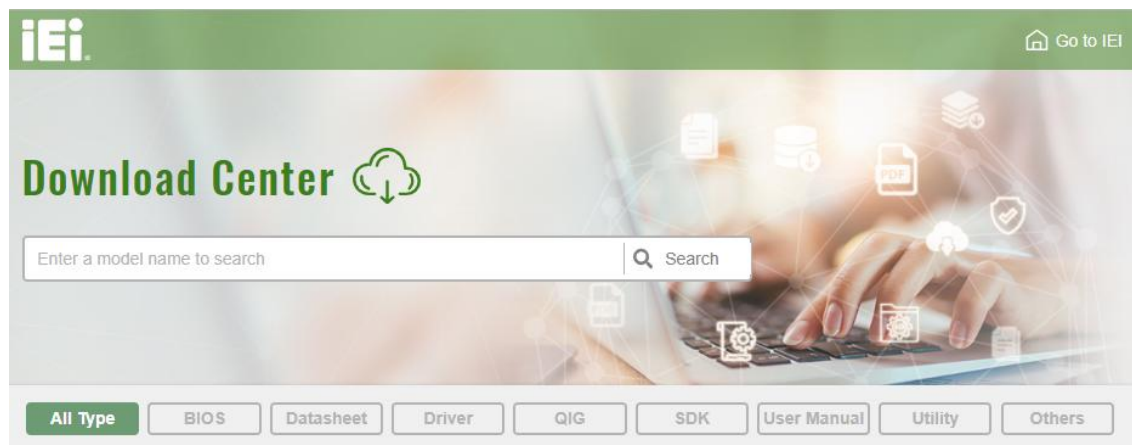 iEi.
Go to IEI
Download Center
PDF
Enter a model name to search
Search
All Type
BIOS
Datasheet
Driver
QIG
SDK
User Manual
Utility
Others